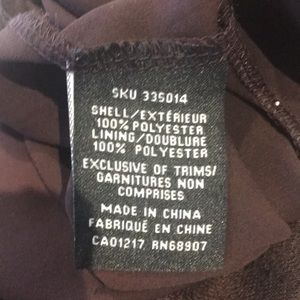 SKU 335014
SHELL/EXTÉRIEUR
100% POLYESTER
LINING/DOUBLURE
100% POLYESTER
EXCLUSIVE OF TRIMS/
GARNITURES NON
COMPRISES
MADE IN CHINA
FABRIQUÉ EN CHINE
CA01217 RN68907